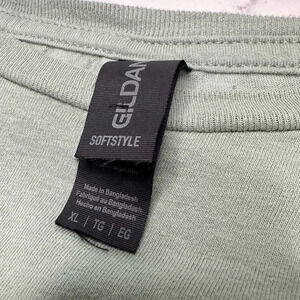 GILDAN
SOFTSTYLE
Made in Bangladesh
Fabriqué au Bangladesh
Hecho en Bangladesh
XL | TG | EG